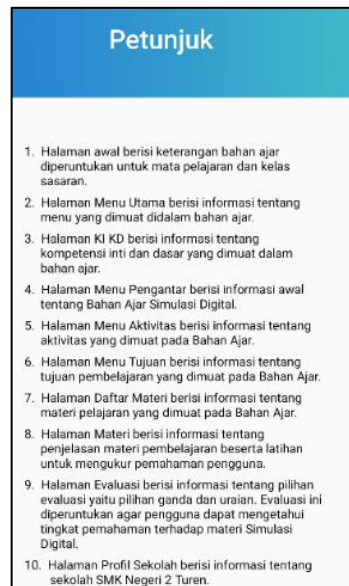 Petunjuk
1. Halaman awal berisi keterangan bahan ajar
diperuntukan untuk mata pelajaran dan kelas
sasaran.
2. Halaman Menu Utama berisi informasi tentang
menu yang dimuat didalam bahan ajar.
3. Halaman KI KD berisi informasi tentang
kompetensi inti dan dasar yang dimuat dalam
bahan ajar.
4. Halaman Menu Pengantar berisi informasi awal
tentang Bahan Ajar Simulasi Digital.
5. Halaman Menu Aktivitas berisi informasi tentang
aktivitas yang dimuat pada Bahan Ajar.
6. Halaman Menu Tujuan berisi informasi tentang
tujuan pembelajaran yang dimuat pada Bahan Ajar.
7. Halaman Daftar Materi berisi informasi tentang
materi pelajaran yang dimuat pada Bahan Ajar.
8. Halaman Materi berisi informasi tentang
penjelasan materi pembelajaran beserta latihan
untuk mengukur pemahaman pengguna.
9. Halaman Evaluasi berisi informasi tentang pilihan
evaluasi yaitu pilihan ganda dan uraian. Evaluasi ini
diperuntukan agar pengguna dapat mengetahui
tingkat pemahaman terhadap materi Simulasi
Digital.
10. Halaman Profil Sekolah berisi informasi tentang
sekolah SMK Negeri 2 Turen.